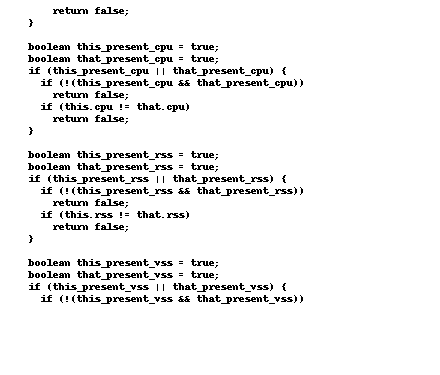 return false;
}
boolean this_present_cpu = true;
boolean that_present_cpu = true;
if (this_present_cpu || that_present_cpu) {
if (!(this_present_cpu && that_present_cpu))
return false;
if (this.cpu != that.cpu)
return false;
}
boolean this_present_rss = true;
boolean that_present_rss = true;
if (this_present_rss || that_present_rss) {
if (!(this_present_rss && that_present_rss))
return false;
if (this.rss != that.rss)
return false;
}
boolean this_present_vss = true;
boolean that_present_vss = true;
if (this_present_vss || that_present_vss) {
if (!(this_present_vss && that_present_vss))